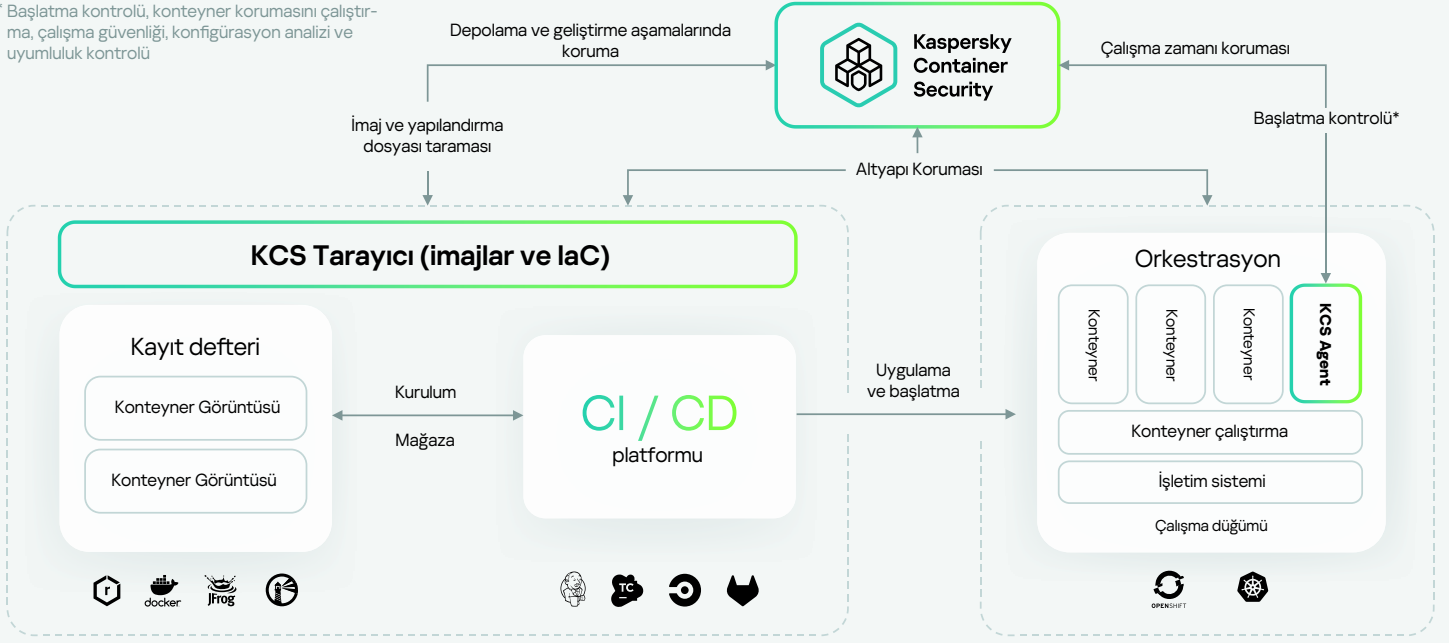 * Başlatma kontrolü, konteyner korumasını çalıştır-
ma, çalışma güvenliği, konfigürasyon analizi ve
uyumluluk kontrolü
Depolama ve geliştirme aşamalarında
koruma
Kaspersky
Container
Security
Çalışma zamanı koruması
İmaj ve yapılandırma
dosyası taraması
Başlatma kontrolü*
Altyapı Koruması
KCS Tarayıcı (imajlar ve IaC)
Orkestrasyon
Konteyner
Konteyner
Konteyner
KCS Agent
Kayıt defteri
Konteyner Görüntüsü
Konteyner Görüntüsü
Kurulum
Mağaza
CI / CD
platformu
Uygulama
ve başlatma
Konteyner çalıştırma
İşletim sistemi
Çalışma düğümü
r
docker
JFrog
TC
OPENSHIFT